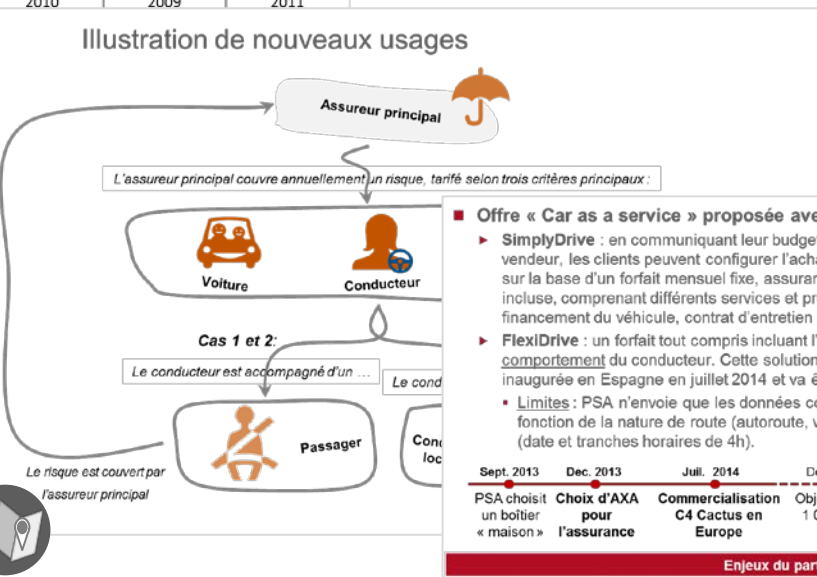 2010 2009 2011
Illustration de nouveaux usages
Assureur principal
L'assureur principal couvre annuellement un risque, tarifé selon trois critères principaux :
Voiture
Conducteur
Cas 1 et 2:
Le conducteur est accompagné d'un …
Le cond
Passager
Cond
loc
Le risque est couvert par
l'assureur principal
Offre « Car as a service » proposée ave
SimplyDrive : en communiquant leur budget
vendeur, les clients peuvent configurer l'acha
sur la base d'un forfait mensuel fixe, assuran
incluse, comprenant différents services et pr
financement du véhicule, contrat d'entretien
FlexiDrive : un forfait tout compris incluant l'
comportement du conducteur. Cette solution
inaugurée en Espagne en juillet 2014 et va ê
Limites : PSA n'envoie que les données co
fonction de la nature de route (autoroute, v
(date et tranches horaires de 4h).
Sept. 2013
PSA choisit
un boîtier
« maison »
Dec. 2013
Choix d'AXA
pour
l'assurance
Juil. 2014
Commercialisation
C4 Cactus en
Europe
De
Obj
1 0
Enjeux du par